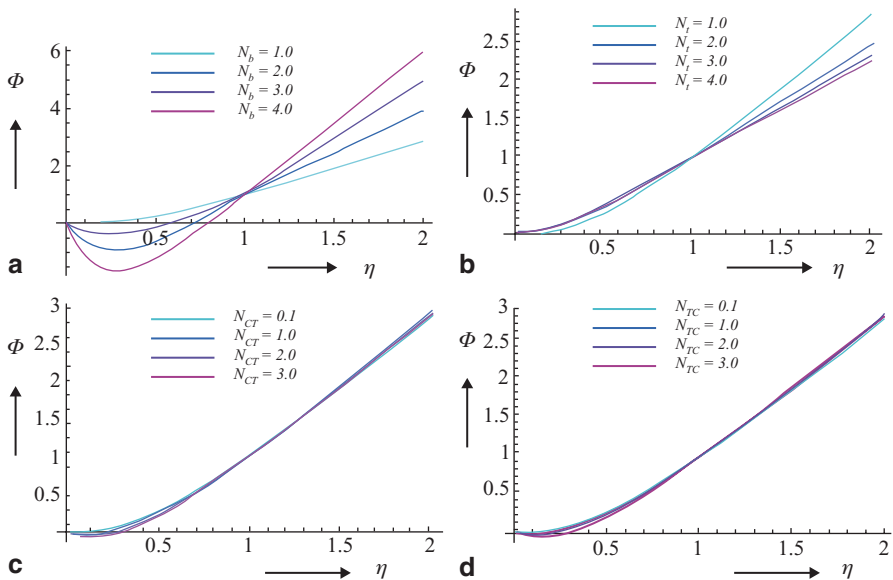 6
4
2
Φ
N_b = 1.0
N_b = 2.0
N_b = 3.0
N_b = 4.0
0.5
1
1.5
2
η
a
2.5
2
1.5
1
0.5
Φ
N_t = 1.0
N_t = 2.0
N_t = 3.0
N_t = 4.0
0.5
1
1.5
2
η
b
3
2.5
2
1.5
1
0.5
Φ
N_CT = 0.1
N_CT = 1.0
N_CT = 2.0
N_CT = 3.0
0.5
1
1.5
2
η
c
3
2.5
2
1.5
1
0.5
Φ
N_TC = 0.1
N_TC = 1.0
N_TC = 2.0
N_TC = 3.0
0.5
1
1.5
2
η
d